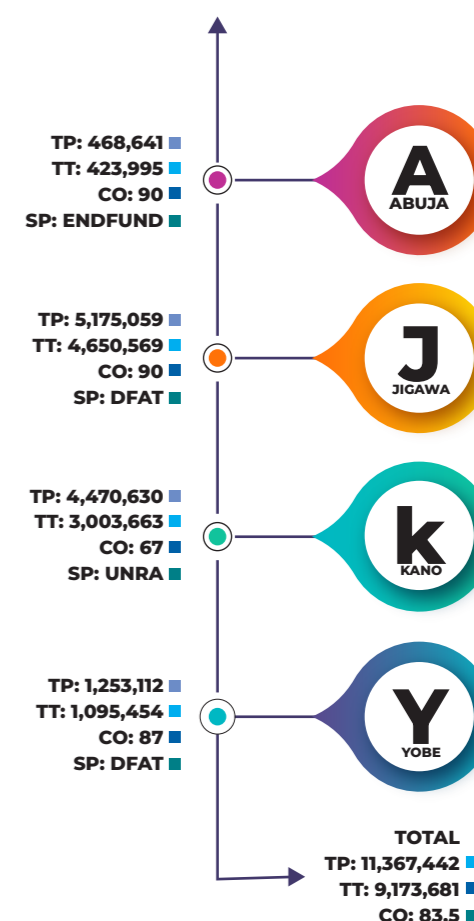 TP: 468,641
TT: 423,995
CO: 90
SP: ENDFUND
A
ABUJA
TP: 5,175,059
TT: 4,650,569
CO: 90
SP: DFAT
J
JIGAWA
TP: 4,470,630
TT: 3,003,663
CO: 67
SP: UNRA
k
KANO
TP: 1,253,112
TT: 1,095,454
CO: 87
SP: DFAT
Y
YOBE
TOTAL
TP: 11,367,442
TT: 9,173,681
CO: 83.5